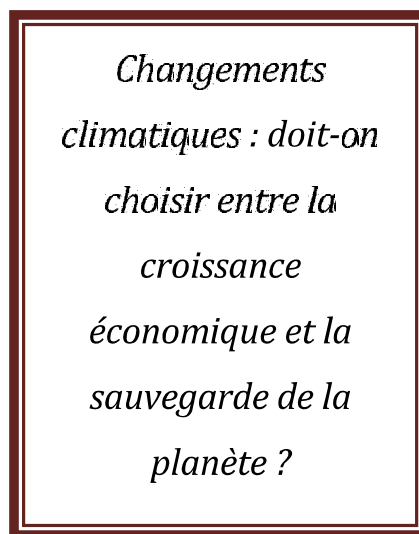 Changements
climatiques : doit-on
choisir entre la
croissance
économique et la
sauvegarde de la
planète ?